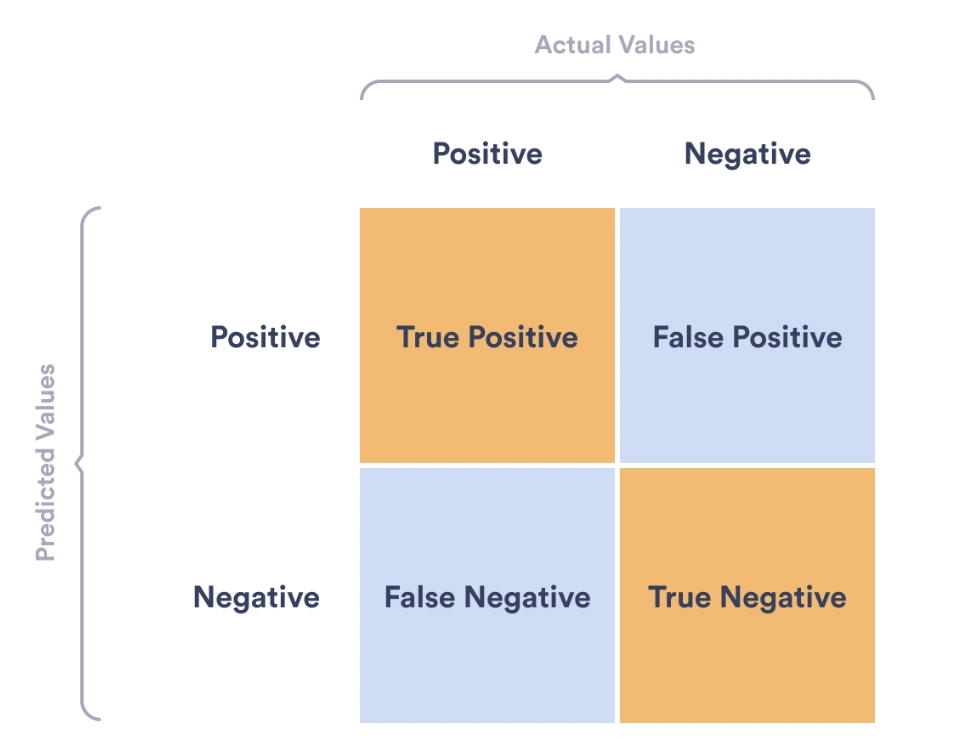 Actual Values
Positive Negative
Predicted Values
Positive True Positive False Positive
Negative False Negative True Negative